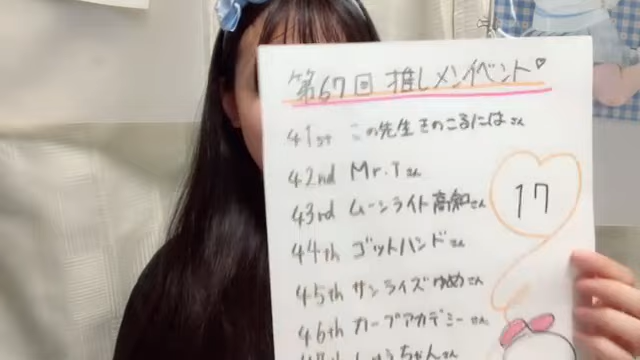 第67回 推しメンイベント♡
41st この先生きのこるにはさん
42nd Mr.Tさん
43rd ムーンライト高知さん
44th ゴットハンドさん
45th サンライズゆめさん
46th カープアカデミーさん
17